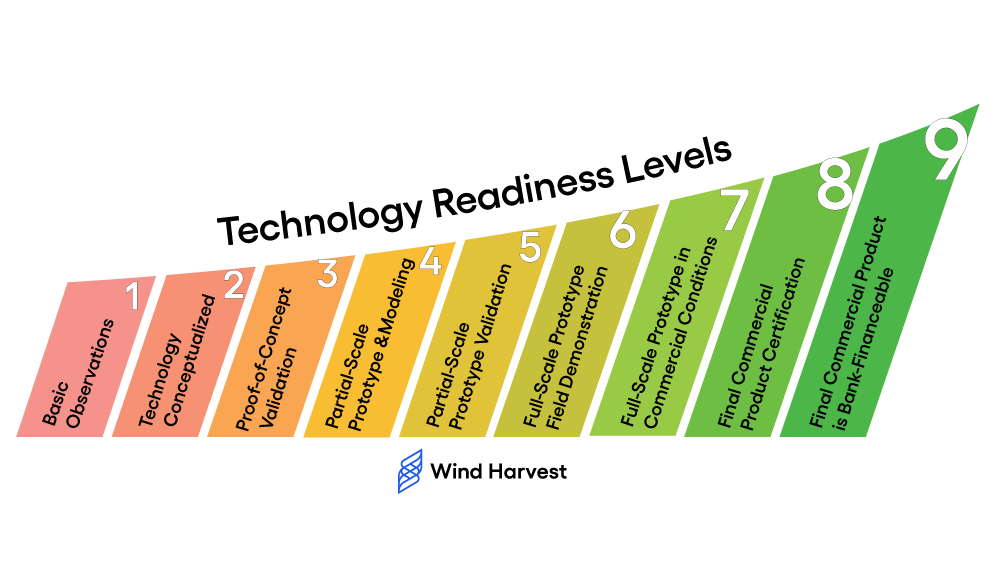 Technology Readiness Levels
1
Basic
Observations
2
Technology
Conceptualized
3
Proof-of-Concept
Validation
4
Partial-Scale
Prototype &Modeling
5
Partial-Scale
Prototype Validation
6
Full-Scale Prototype
Field Demonstration
7
Full-Scale Prototype in
Commercial Conditions
8
Final Commercial
Product Certification
9
Final Commercial Product
is Bank-Financeable
Wind Harvest